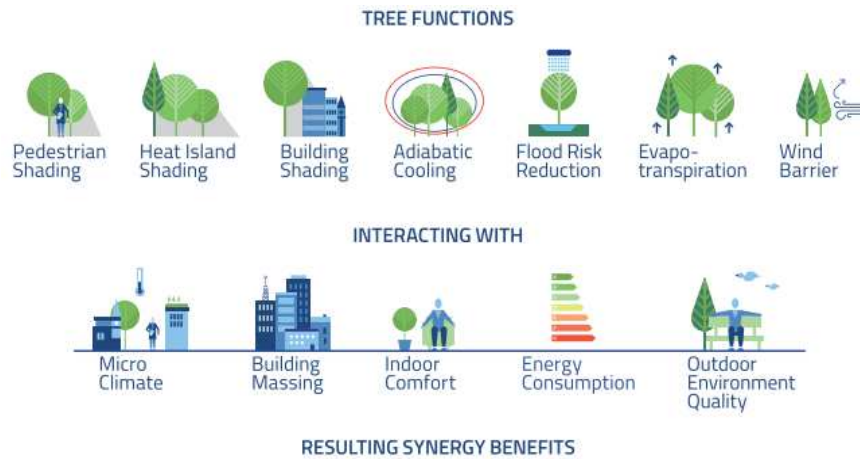 TREE FUNCTIONS
Pedestrian
Shading
Heat Island
Shading
Building
Shading
Adiabatic
Cooling
Flood Risk
Reduction
Evapo-
transpiration
Wind
Barrier
INTERACTING WITH
Micro
Climate
Building
Massing
Indoor
Comfort
Energy
Consumption
Outdoor
Environment
Quality
RESULTING SYNERGY BENEFITS